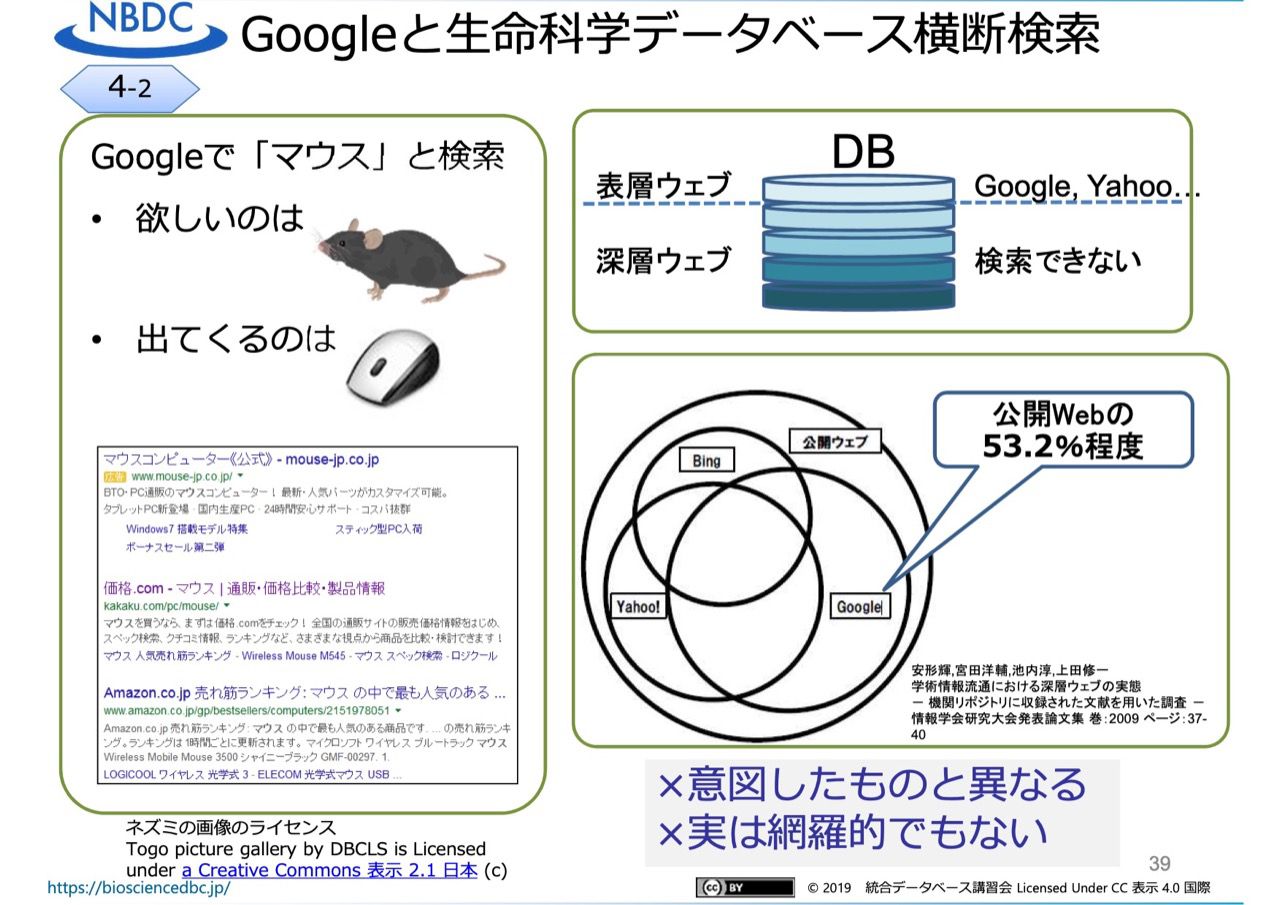 NBDC
Googleと生命科学データベース横断検索
4-2
Googleで「マウス」と検索
• 欲しいのは
• 出てくるのは
マウスコンピューター《公式》 - mouse-jp.co.jp
広告 www.mouse-jp.co.jp/
BTO・PC通販のマウスコンピューター！ 最新・人気パーツがカスタマイズ可能。
タブレットPC新登場 · 国内生産PC · 24時間安心サポート · コスパ抜群
Windows7 搭載モデル特集 スティック型PC入荷
ボーナスセール第二弾
価格.com - マウス | 通販・価格比較・製品情報
kakaku.com/pc/mouse/
マウスを買うなら、まずは価格.comをチェック！ 全国の通販サイトの販売価格情報をはじめ、
スペック検索、クチコミ情報、ランキングなど、さまざまな視点から商品を比較・検討できます！
マウス 人気売れ筋ランキング - Wireless Mouse M545 - マウス スペック検索 - ロジクール
Amazon.co.jp 売れ筋ランキング: マウス の中で最も人気のある ...
www.amazon.co.jp/gp/bestsellers/computers/2151978051
Amazon.co.jp 売れ筋ランキング: マウス の中で最も人気のある商品です. ... の売れ筋ランキ
ング。ランキングは 1時間ごとに更新されます。 マイクロソフト ワイヤレス ブルートラック マウス
Wireless Mobile Mouse 3500 シャイニーブラック GMF-00297. 1.
LOGICOOL ワイヤレス 光学式 3 - ELECOM 光学式マウス USB ...
ネズミの画像のライセンス
Togo picture gallery by DBCLS is Licensed
under a Creative Commons 表示 2.1 日本 (c)
https://biosciencedbc.jp/
DB
表層ウェブ
Google, Yahoo…
深層ウェブ
検索できない
公開Webの
53.2%程度
公開ウェブ
Bing
Yahoo!
Google
安形輝,宮田洋輔,池内淳,上田修一
学術情報流通における深層ウェブの実態
－ 機関リポジトリに収録された文献を用いた調査 －
情報学会研究大会発表論文集 巻：2009 ページ：37-
40
×意図したものと異なる
×実は網羅的でもない
39
cc BY
© 2019 統合データベース講習会 Licensed Under CC 表示 4.0 国際